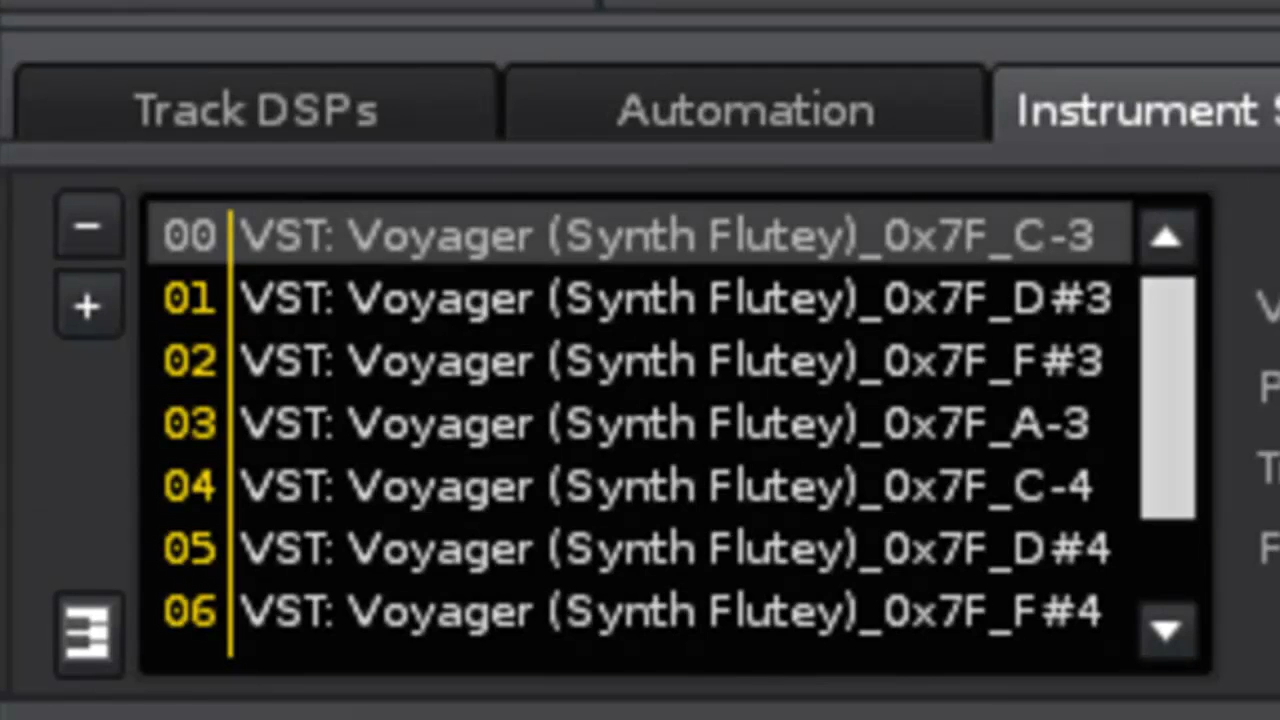 Track DSPs Automation Instrument
00 VST: Voyager (Synth Flutey)_0x7F_C-3
01 VST: Voyager (Synth Flutey)_0x7F_D#3
02 VST: Voyager (Synth Flutey)_0x7F_F#3
03 VST: Voyager (Synth Flutey)_0x7F_A-3
04 VST: Voyager (Synth Flutey)_0x7F_C-4
05 VST: Voyager (Synth Flutey)_0x7F_D#4
06 VST: Voyager (Synth Flutey)_0x7F_F#4